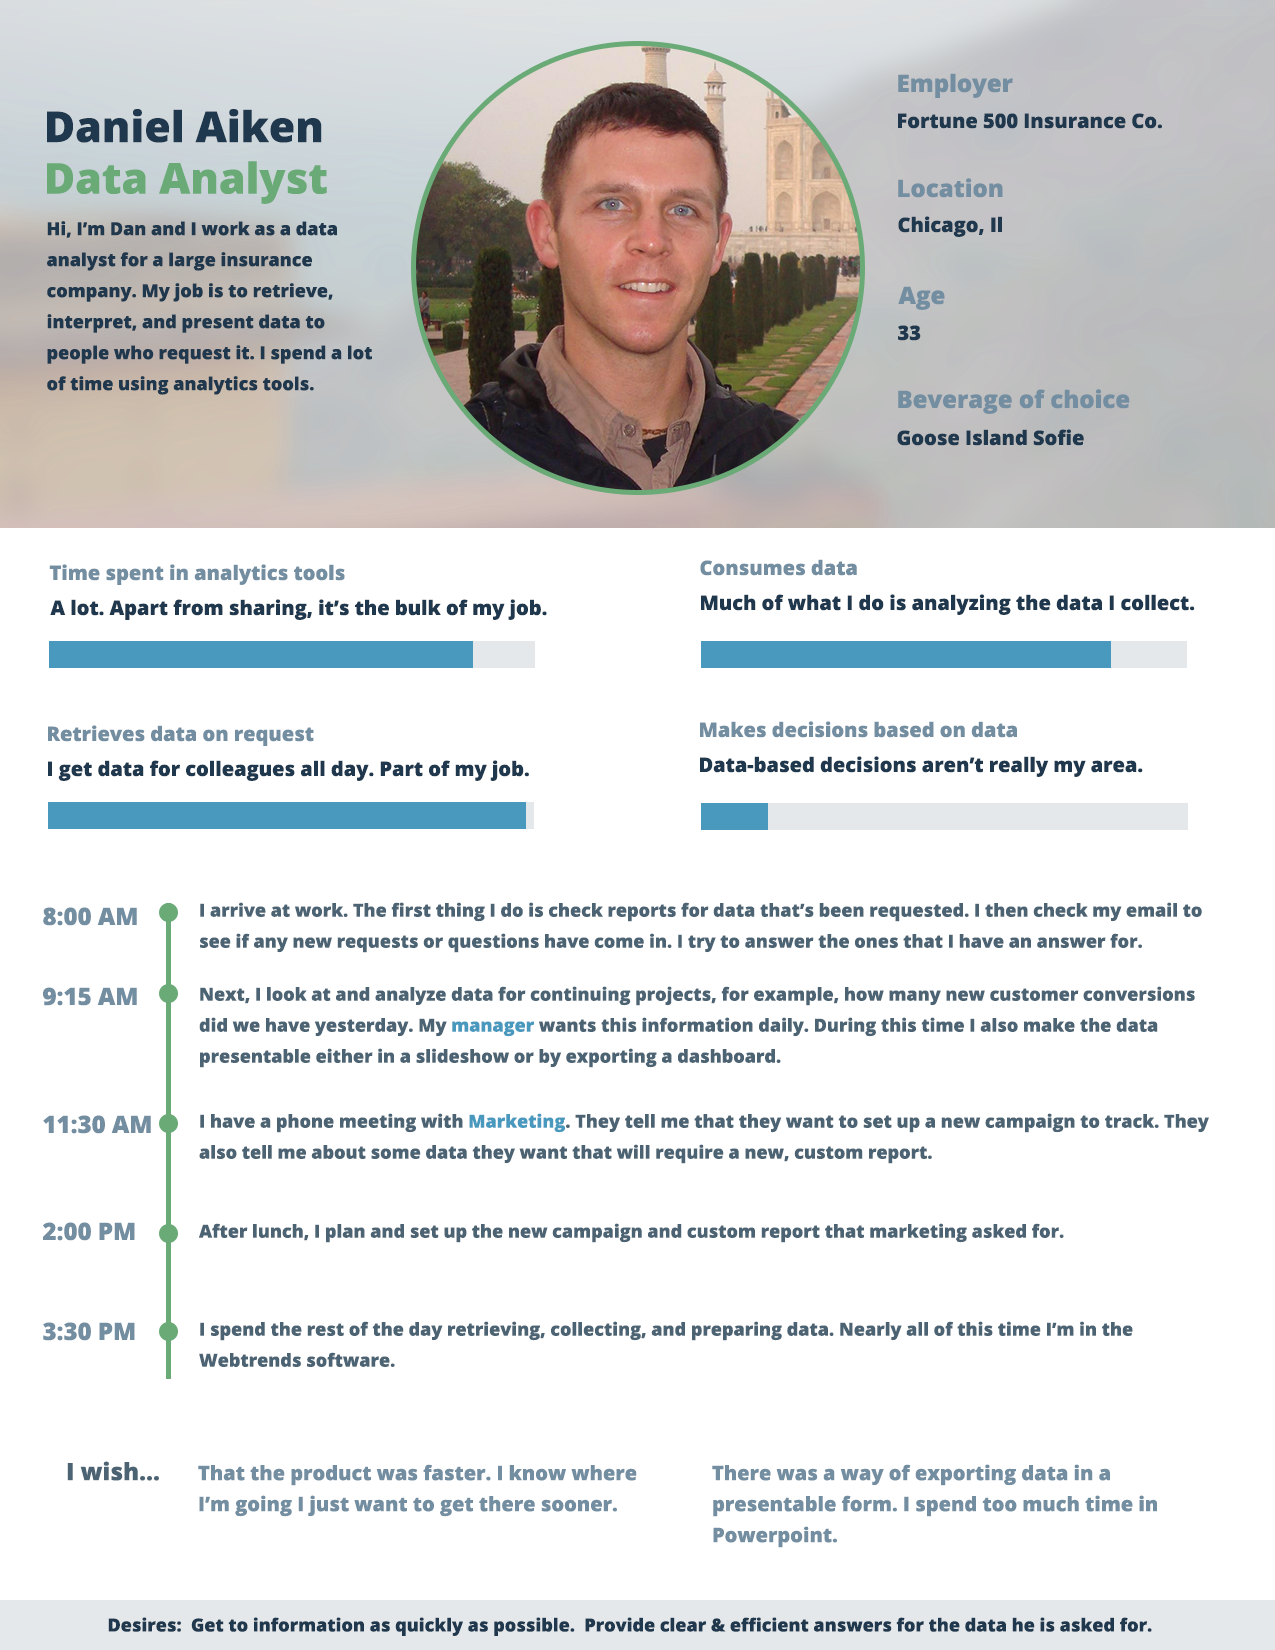 Daniel Aiken
Data Analyst
Hi, I’m Dan and I work as a data
analyst for a large insurance
company. My job is to retrieve,
interpret, and present data to
people who request it. I spend a lot
of time using analytics tools.
Employer
Fortune 500 Insurance Co.
Location
Chicago, Il
Age
33
Beverage of choice
Goose Island Sofie
Time spent in analytics tools
A lot. Apart from sharing, it’s the bulk of my job.
Consumes data
Much of what I do is analyzing the data I collect.
Retrieves data on request
I get data for colleagues all day. Part of my job.
Makes decisions based on data
Data-based decisions aren’t really my area.
8:00 AM
I arrive at work. The first thing I do is check reports for data that’s been requested. I then check my email to
see if any new requests or questions have come in. I try to answer the ones that I have an answer for.
9:15 AM
Next, I look at and analyze data for continuing projects, for example, how many new customer conversions
did we have yesterday. My manager wants this information daily. During this time I also make the data
presentable either in a slideshow or by exporting a dashboard.
11:30 AM
I have a phone meeting with Marketing. They tell me that they want to set up a new campaign to track. They
also tell me about some data they want that will require a new, custom report.
2:00 PM
After lunch, I plan and set up the new campaign and custom report that marketing asked for.
3:30 PM
I spend the rest of the day retrieving, collecting, and preparing data. Nearly all of this time I’m in the
Webtrends software.
I wish...
That the product was faster. I know where
I’m going I just want to get there sooner.
There was a way of exporting data in a
presentable form. I spend too much time in
Powerpoint.
Desires:  Get to information as quickly as possible.  Provide clear & efficient answers for the data he is asked for.